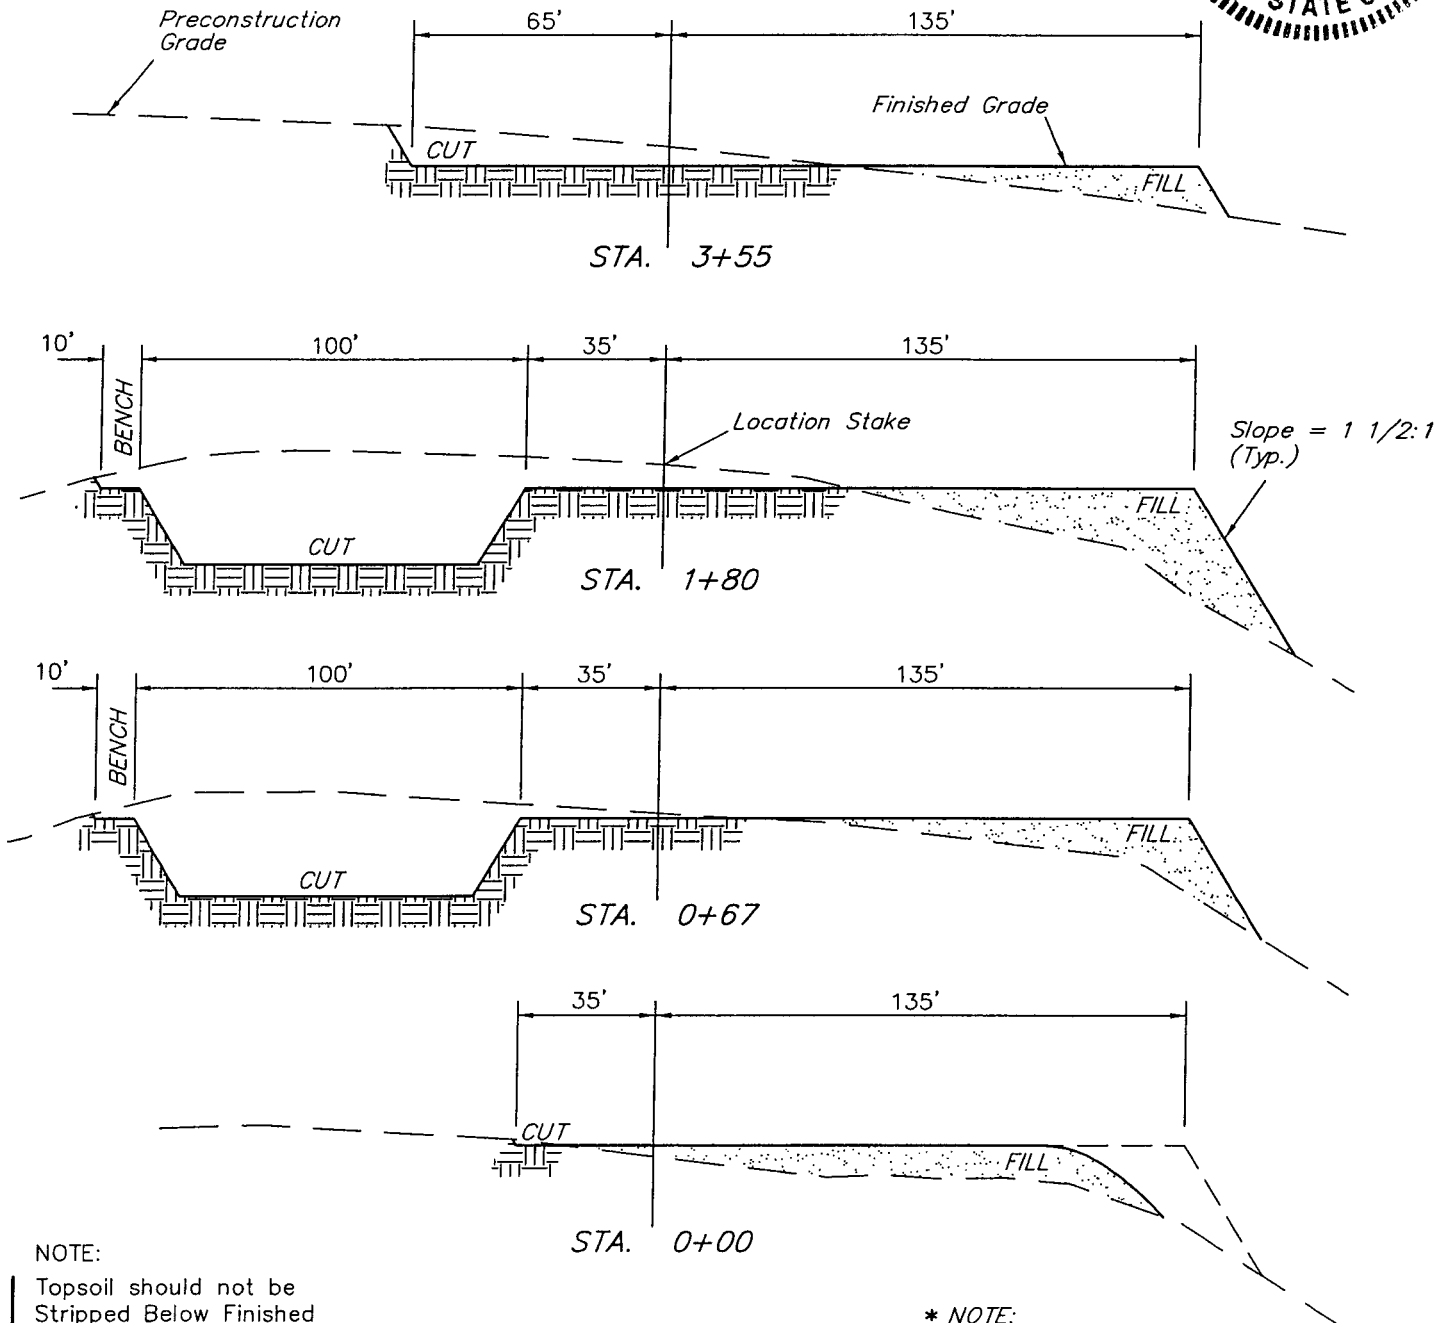 STATE
Preconstruction
Grade
65'
135'
Finished Grade
CUT
FILL
STA. 3+55
10'
100'
35'
135'
BENCH
Location Stake
Slope = 1 1/2:1
(Typ.)
FILL
CUT
STA. 1+80
10'
100'
35'
135'
BENCH
FILL
CUT
STA. 0+67
35'
135'
CUT
FILL
STA. 0+00
NOTE:
Topsoil should not be
Stripped Below Finished
* NOTE: